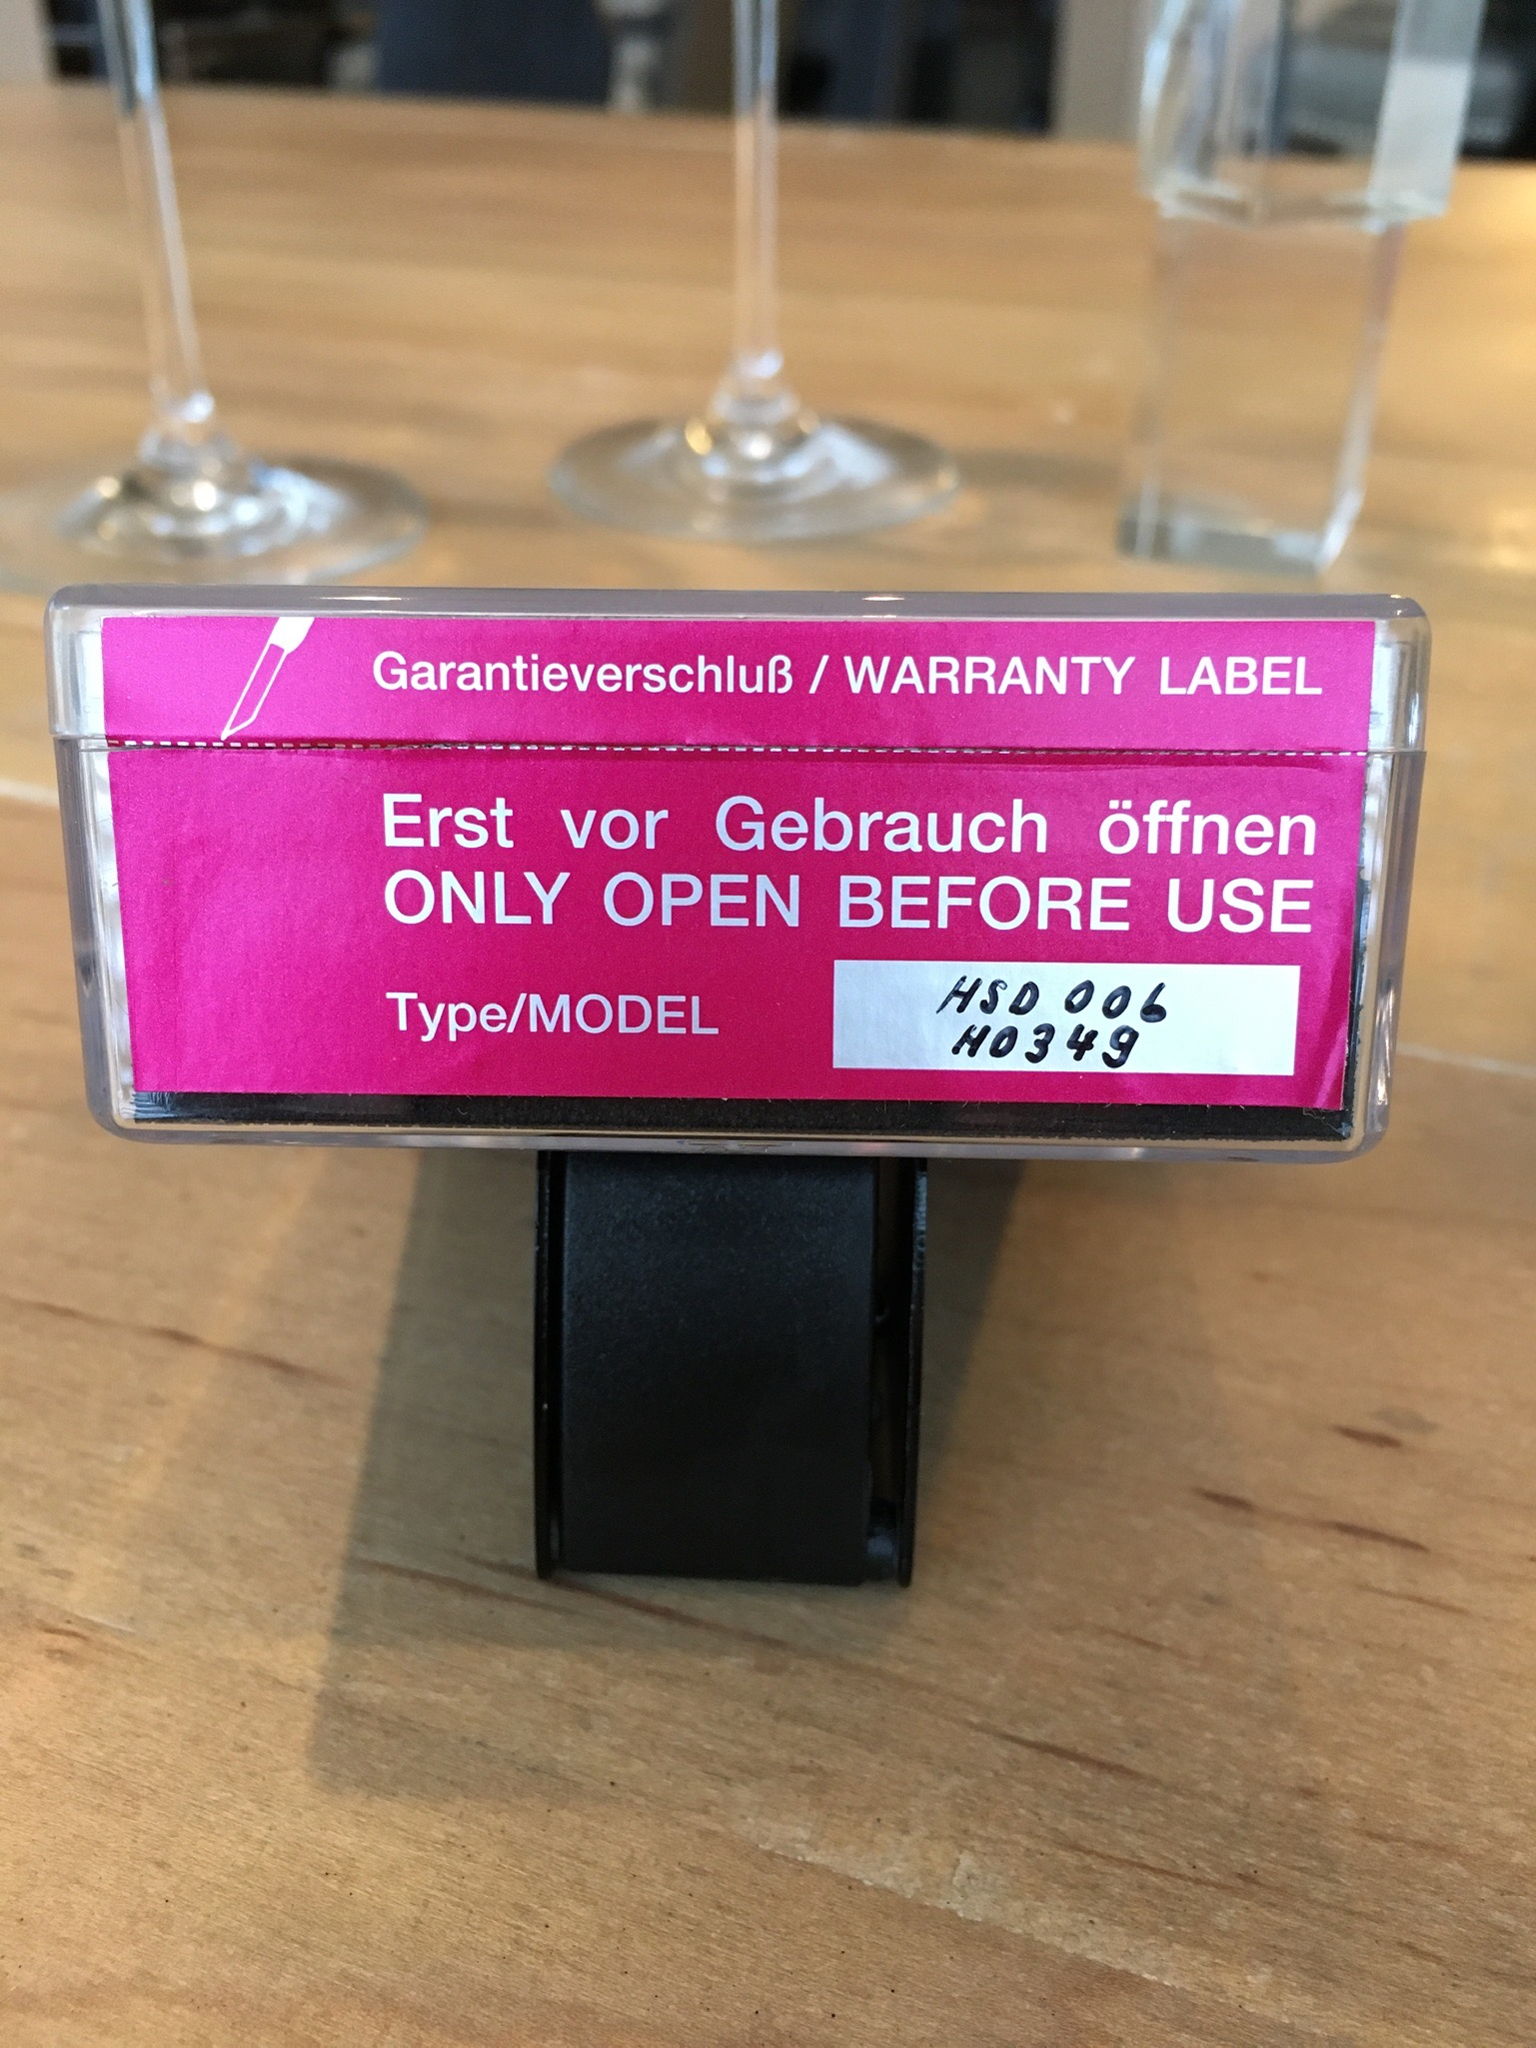 Garantieverschluß / WARRANTY LABEL
Erst vor Gebrauch öffnen
ONLY OPEN BEFORE USE
Type/MODEL
HSD 006
H0349